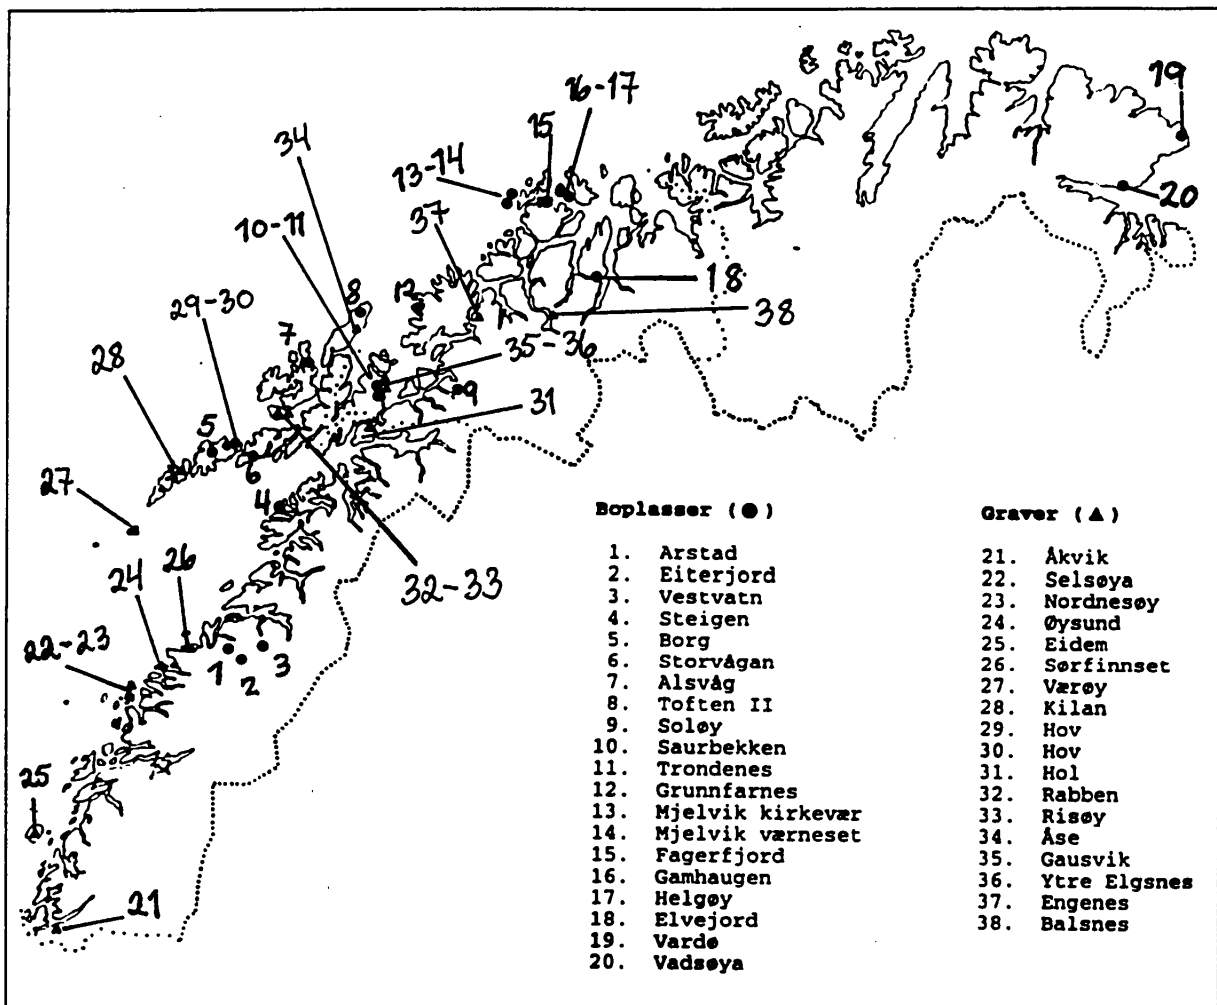 19
16-17
15
34
13-14
20
37
10-11
18
29-30
8
12
38
7
35-36
28
9
31
5
6
27
4
26
24
32-33
22-23
1
2
3
25
21
Boplasser (●)
1. Arstad
2. Eiterjord
3. Vestvatn
4. Steigen
5. Borg
6. Storvågan
7. Alsvåg
8. Toften II
9. Soløy
10. Saurbekken
11. Trondenes
12. Grunnfarnes
13. Mjelvik kirkevær
14. Mjelvik værneset
15. Fagerfjord
16. Gamhaugen
17. Helgøy
18. Elvejord
19. Vardø
20. Vadsøya
Graver (▲)
21. Åkvik
22. Selsøya
23. Nordnesøy
24. Øysund
25. Eidem
26. Sørfinnset
27. Værøy
28. Kilan
29. Hov
30. Hov
31. Hol
32. Rabben
33. Risøy
34. Åse
35. Gausvik
36. Ytre Elgsnes
37. Engenes
38. Balsnes